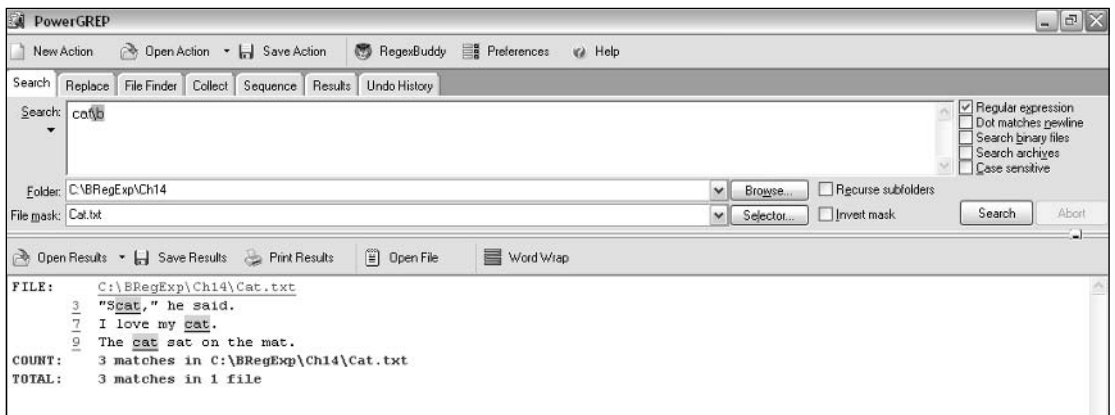 PowerGREP
New Action Open Action Save Action RegexBuddy Preferences Help
Search Replace File Finder Collect Sequence Results Undo History
Search: cat\b
Regular expression
Dot matches newline
Search binary files
Search archives
Case sensitive
Folder: C:\BRegExp\Ch14 Browse... Recurse subfolders
File mask: Cat.txt Selector... Invert mask Search Abort
Open Results Save Results Print Results Open File Word Wrap
FILE: C:\BRegExp\Ch14\Cat.txt
3 "Scat," he said.
7 I love my cat.
9 The cat sat on the mat.
COUNT: 3 matches in C:\BRegExp\Ch14\Cat.txt
TOTAL: 3 matches in 1 file